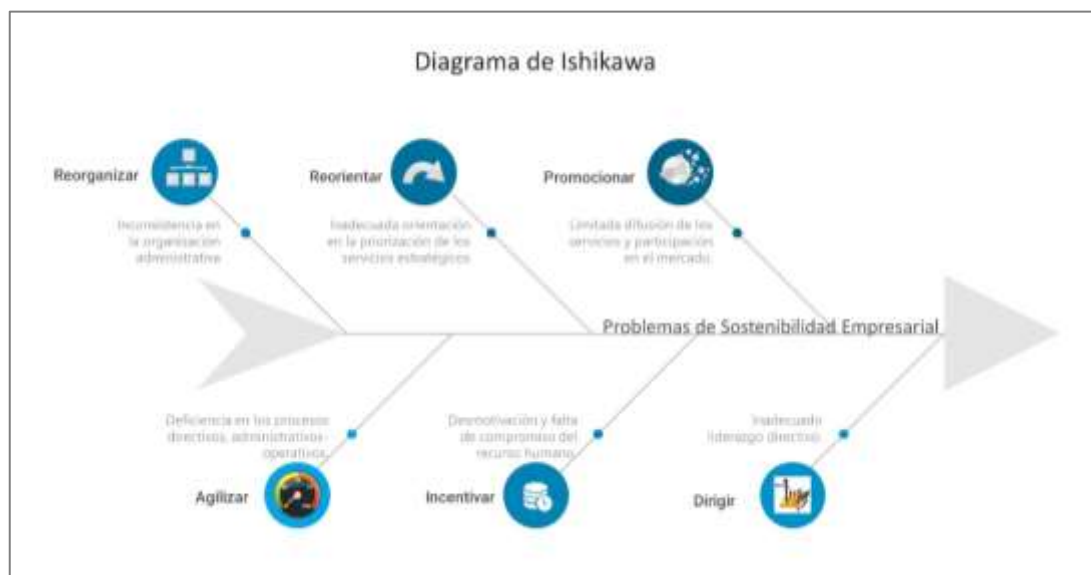 Diagrama de Ishikawa
Reorganizar
Inconsistencia en
la organización
administrativa
Reorientar
Inadecuada orientación
en la priorización de los
servicios estratégicos
Promocionar
Limitada difusión de los
servicios y participación
en el mercado.
Problemas de Sostenibilidad Empresarial
Deficiencia en los procesos
directivos, administrativos-
operativos.
Agilizar
Desmotivación y falta
de compromiso del
recurso humano.
Incentivar
Inadecuado
liderazgo directivo.
Dirigir